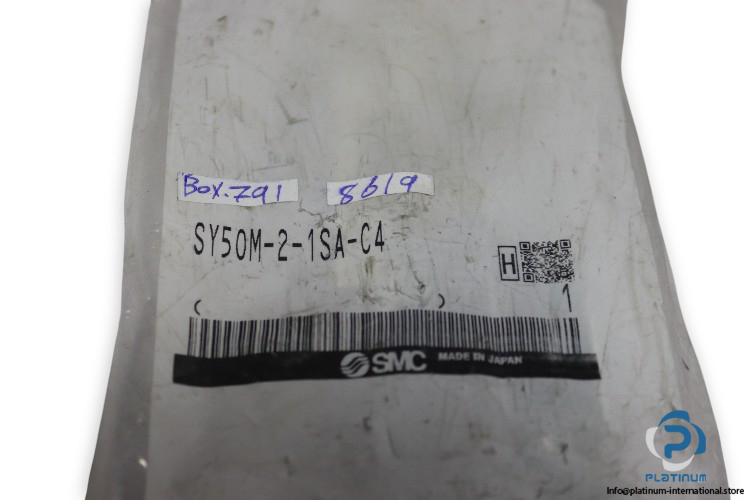 Box.791
8619
SY50M-2-1SA-C4
H
( )
1
SMC MADE IN JAPAN
PLATINUM
info@platinum-international.store